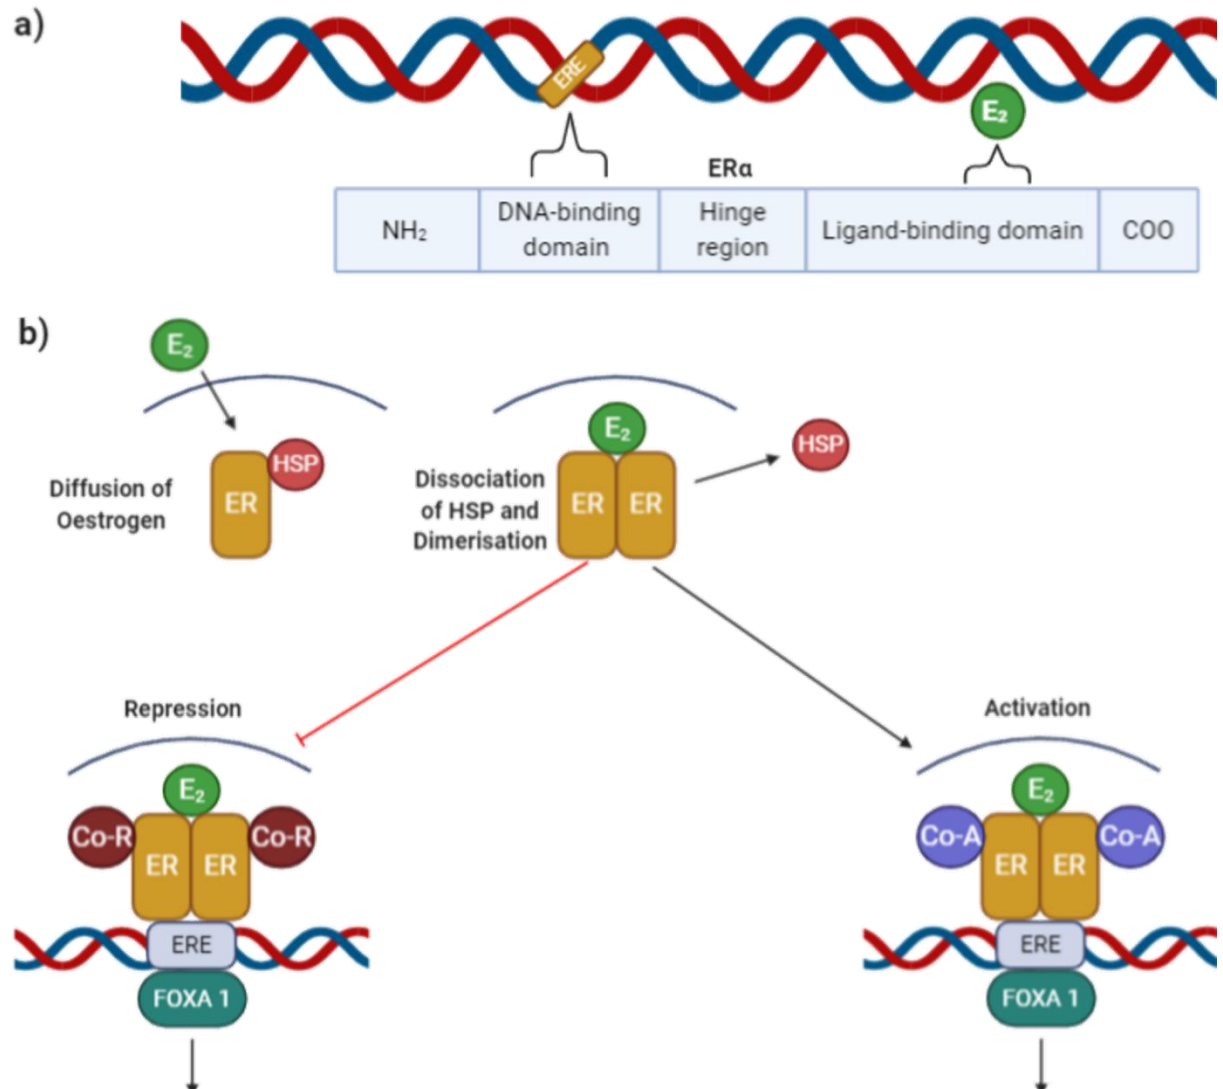 a)
ERE
E₂
ERα
NH₂
DNA-binding
domain
Hinge
region
Ligand-binding domain
COO
b)
E₂
HSP
ER
Diffusion of
Oestrogen
E₂
HSP
ER ER
Dissociation
of HSP and
Dimerisation
Repression
E₂
Co-R Co-R
ER ER
ERE
FOXA 1
Activation
E₂
Co-A Co-A
ER ER
ERE
FOXA 1